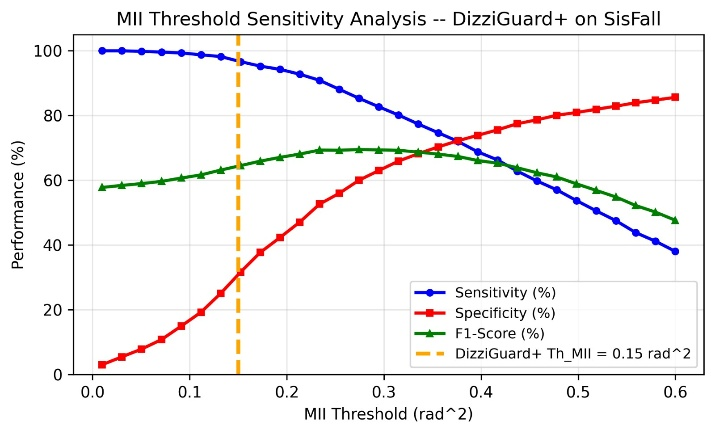 MII Threshold Sensitivity Analysis -- DizziGuard+ on SisFall
Performance (%)
100
80
60
40
20
0
Sensitivity (%)
Specificity (%)
F1-Score (%)
DizziGuard+ Th_MII = 0.15 rad^2
0.0 0.1 0.2 0.3 0.4 0.5 0.6
MII Threshold (rad^2)